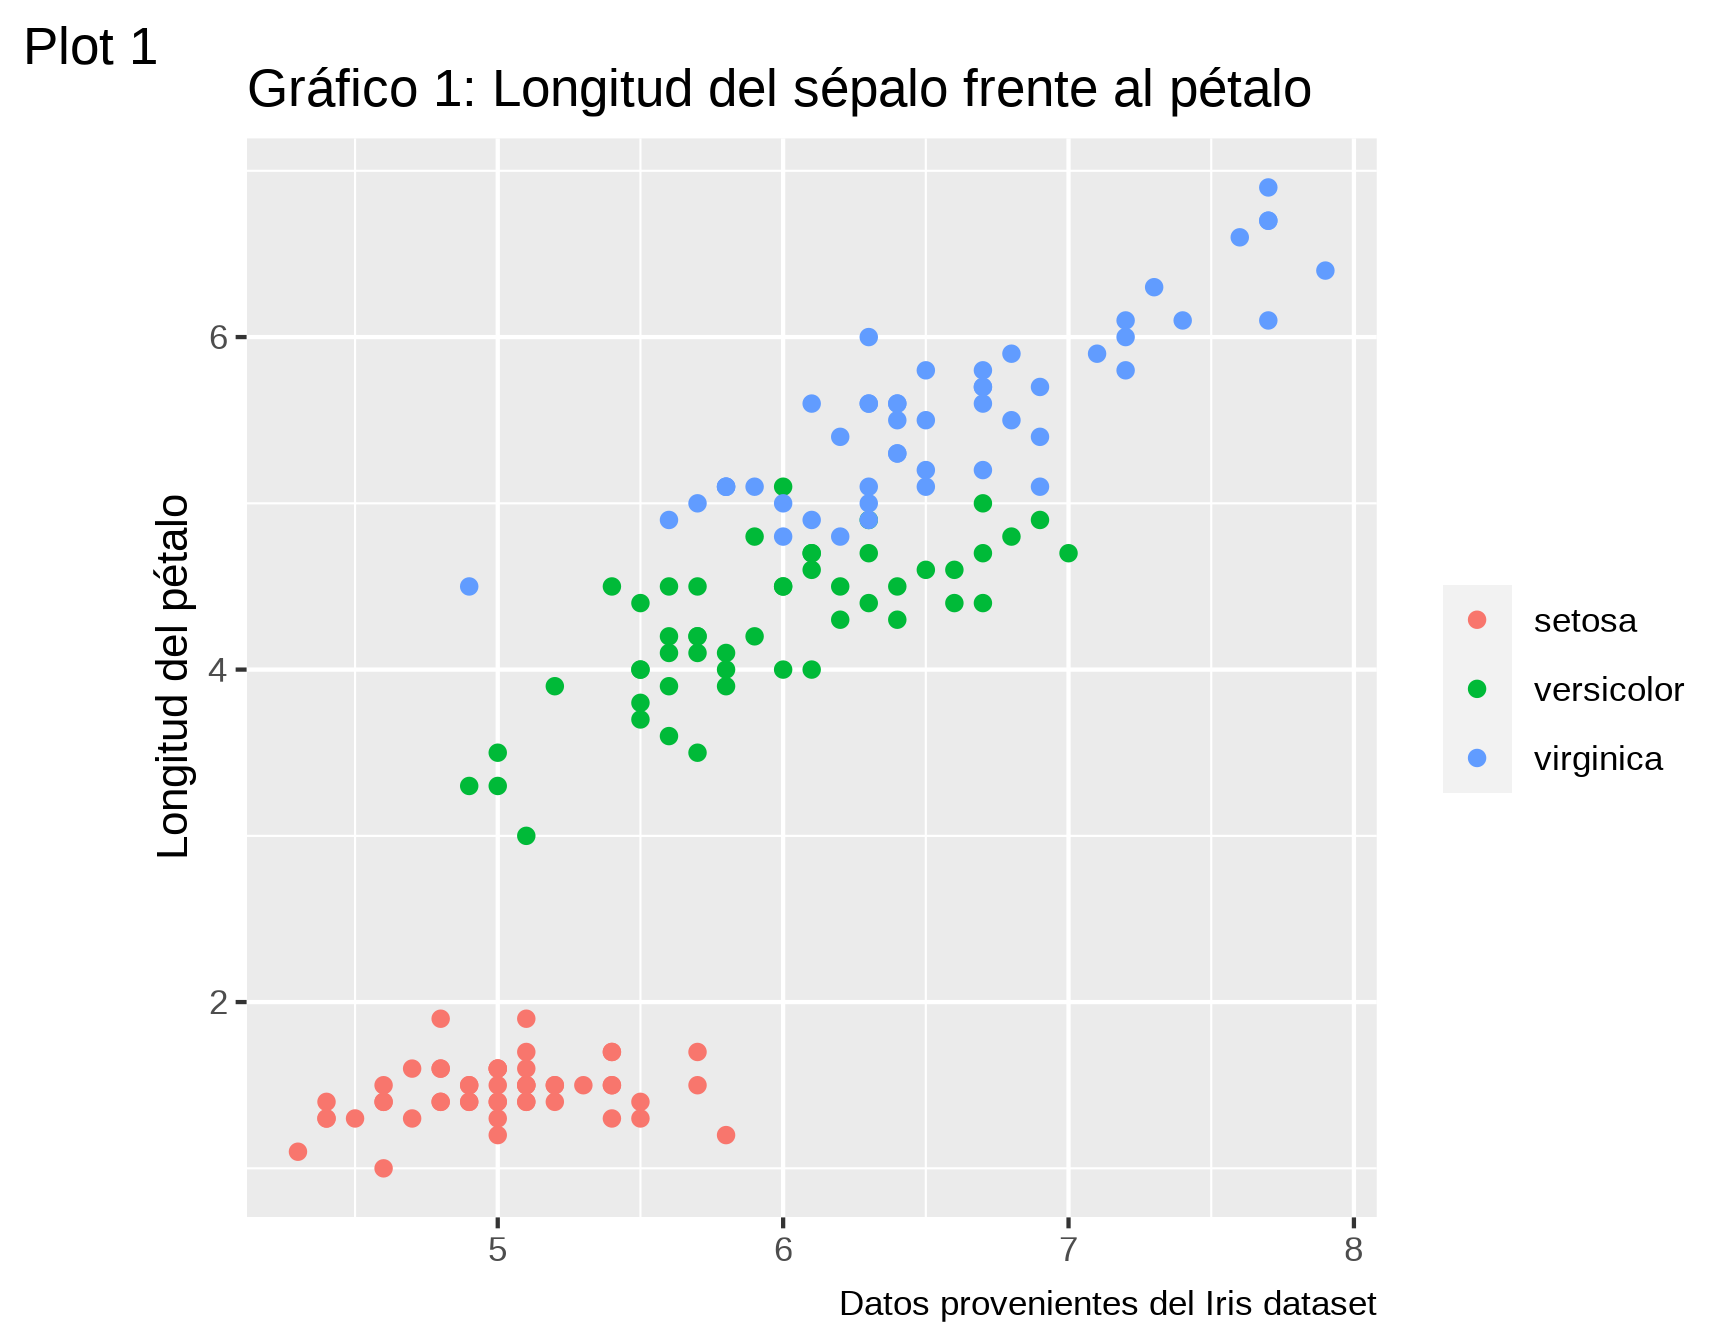 Plot 1
Gráfico 1: Longitud del sépalo frente al pétalo
Longitud del pétalo
6
4
2
5 6 7 8
setosa
versicolor
virginica
Datos provenientes del Iris dataset